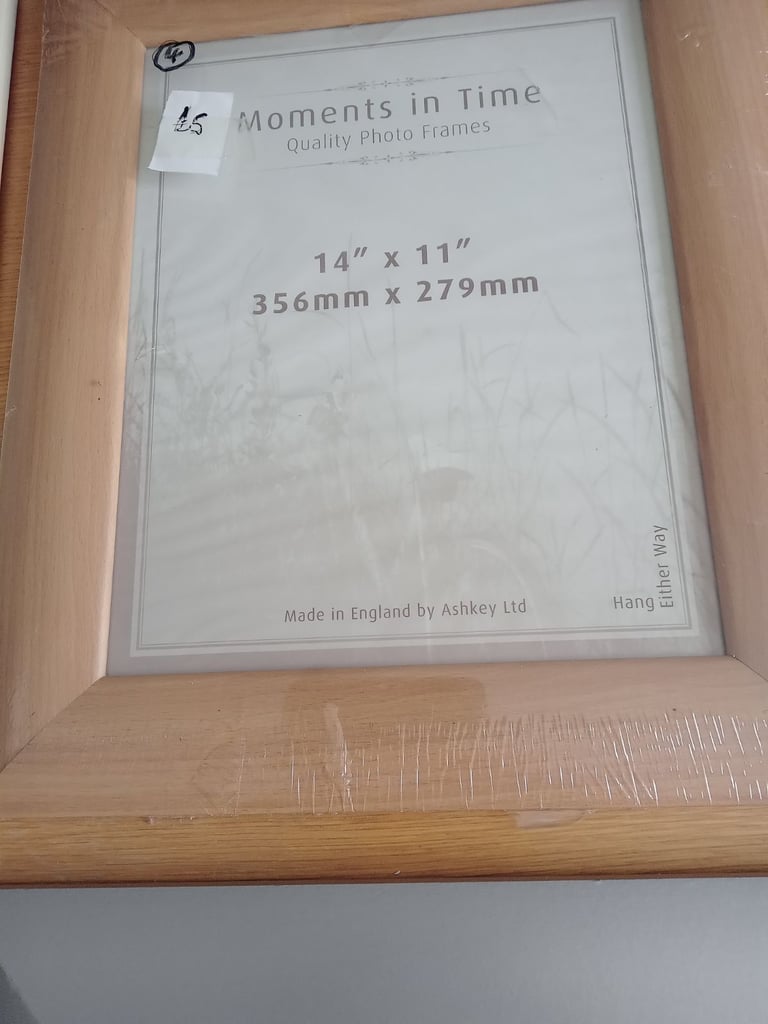 4
£5
Moments in Time
Quality Photo Frames
14" x 11"
356mm x 279mm
Made in England by Ashkey Ltd
Hang Either Way